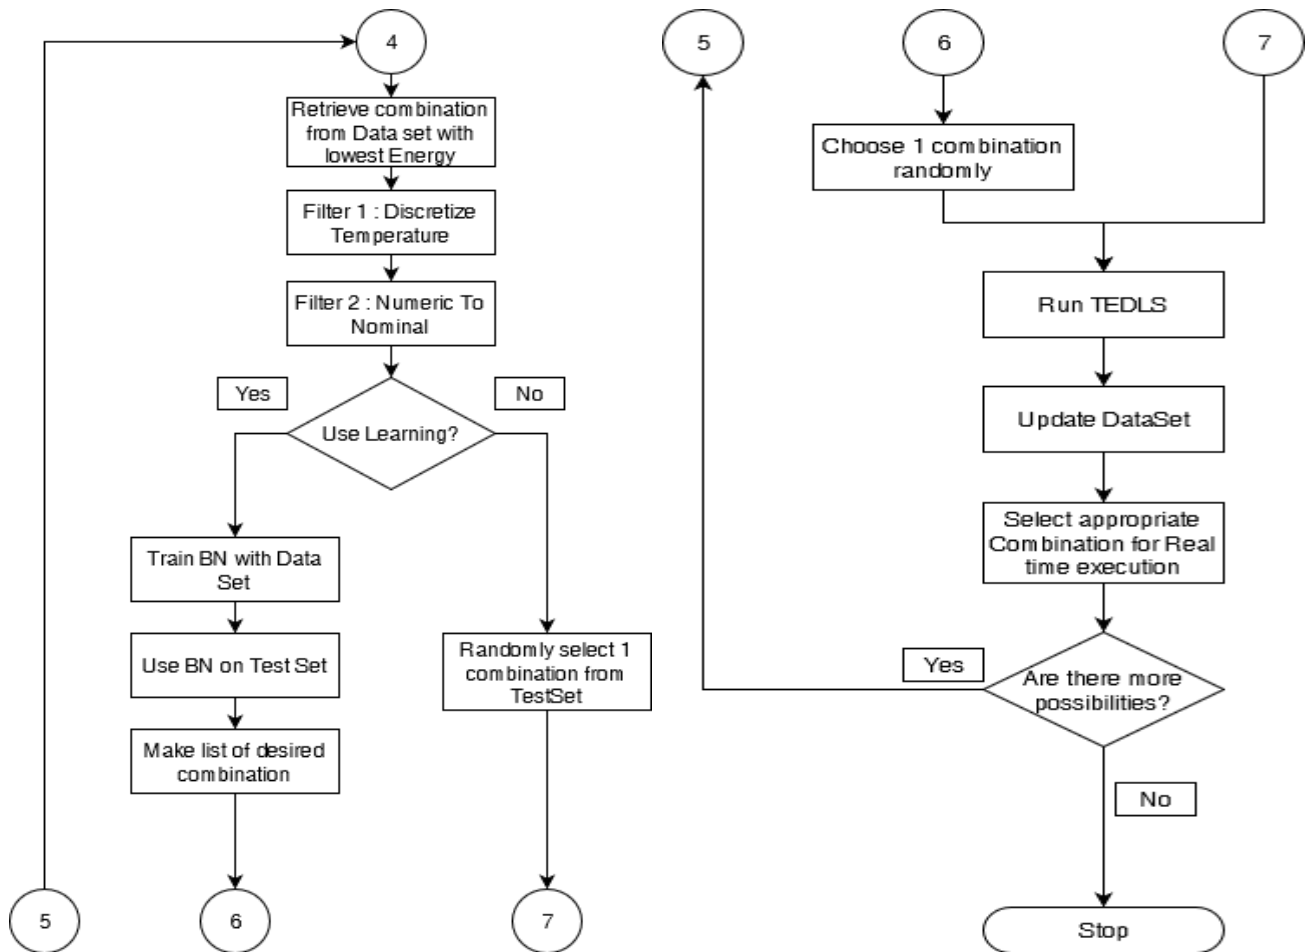 4
Retrieve combination
from Data set with
lowest Energy
Filter 1 : Discretize
Temperature
Filter 2 : Numeric To
Nominal
Yes
No
Use Learning?
Train BN with Data
Set
Use BN on Test Set
Make list of desired
combination
Randomly select 1
combination from
TestSet
5
6
7
5
6
7
Choose 1 combination
randomly
Run TEDLS
Update DataSet
Select appropriate
Combination for Real
time execution
Yes
Are there more
possibilities?
No
Stop